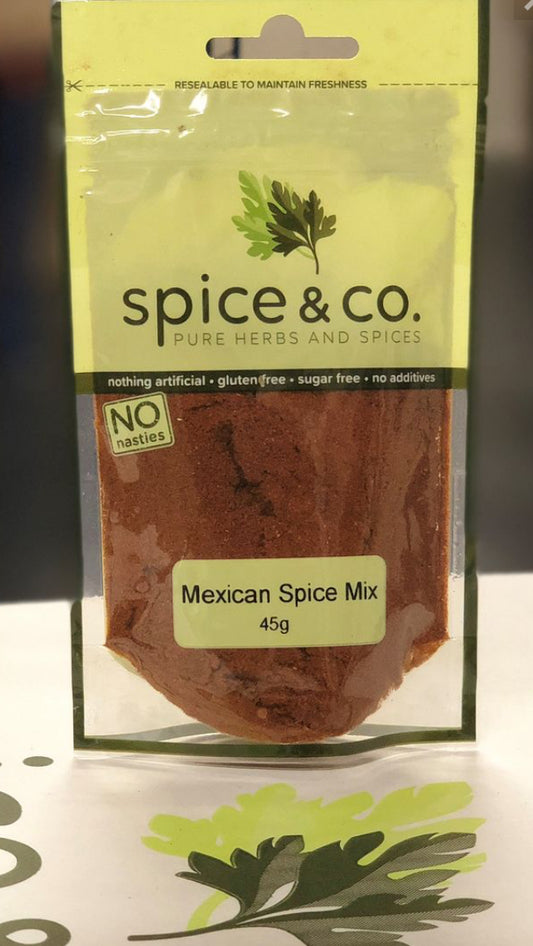 RESEALABLE TO MAINTAIN FRESHNESS
spice & co.
PURE HERBS AND SPICES
nothing artificial • gluten free • sugar free • no additives
NO
nasties
Mexican Spice Mix
45g